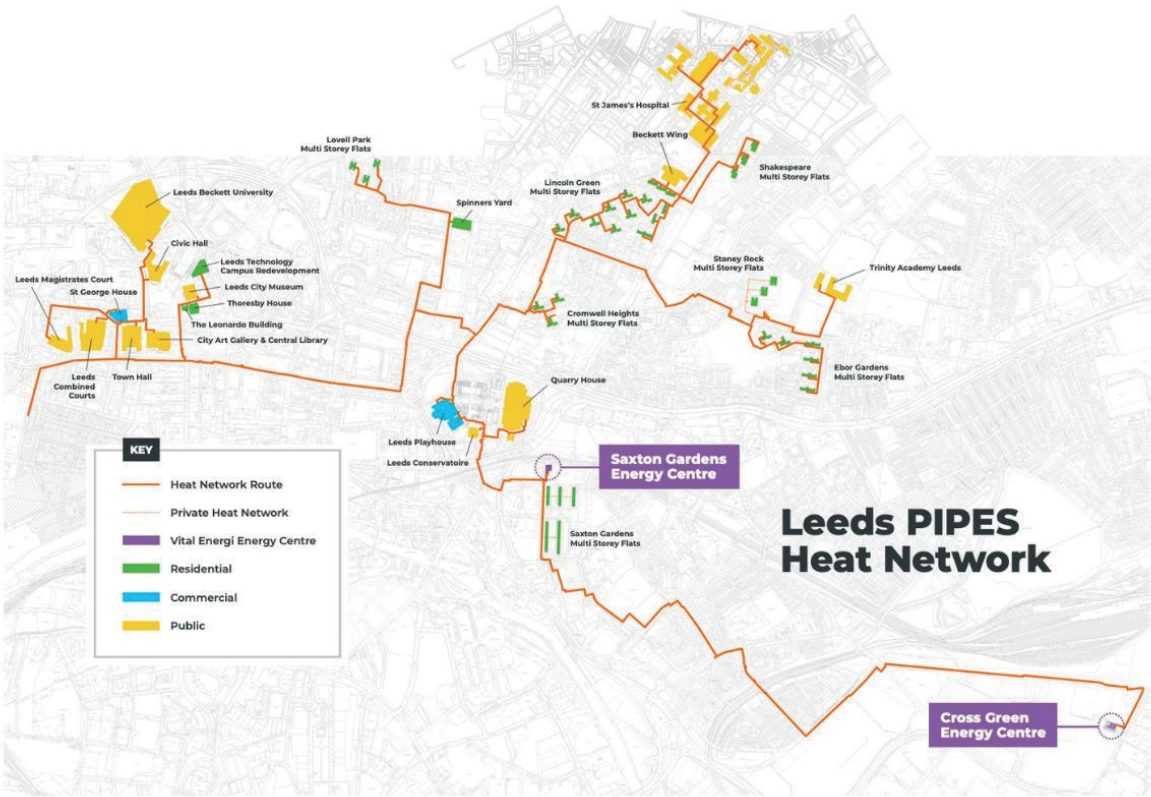 St James's Hospital
Beckett Wing
Lovell Park
Multi Storey Flats
Shakespeare
Multi Storey Flats
Lincoln Green
Multi Storey Flats
Leeds Beckett University
Spinners Yard
Civic Hall
Leeds Technology
Campus Redevelopment
Stoney Rock
Multi Storey Flats
Trinity Academy Leeds
Leeds Magistrates Court
St George House
Leeds City Museum
Thoresby House
Cromwell Heights
Multi Storey Flats
The Leonardo Building
City Art Gallery & Central Library
Leeds
Combined
Courts
Town Hall
Ebor Gardens
Multi Storey Flats
Quarry House
Leeds Playhouse
Leeds Conservatoire
KEY
Heat Network Route
Private Heat Network
Vital Energi Energy Centre
Residential
Commercial
Public
Saxton Gardens
Energy Centre
Saxton Gardens
Multi Storey Flats
Leeds PIPES
Heat Network
Cross Green
Energy Centre